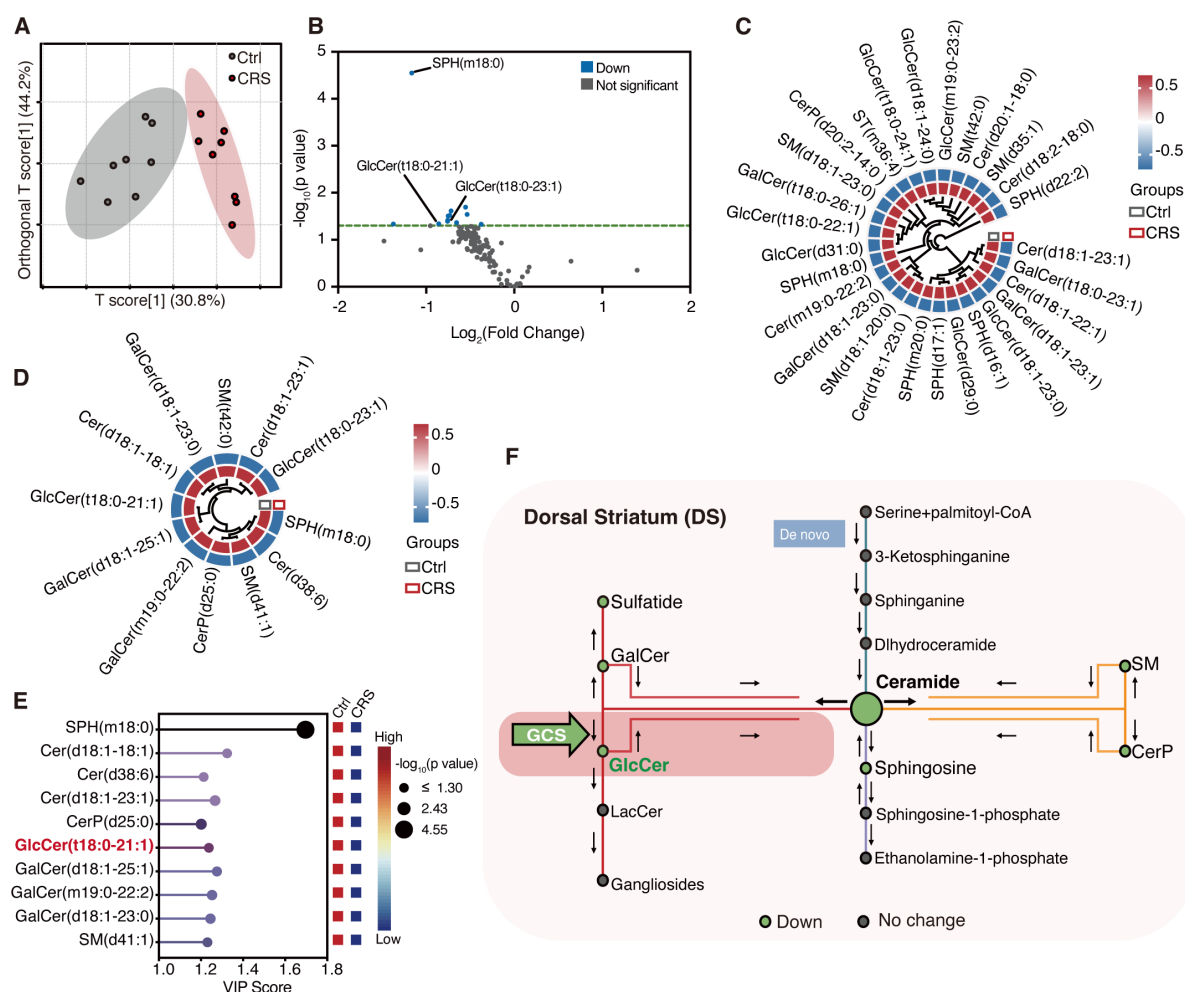 A
Orthogonal T score[1] (44.2%)
T score[1] (30.8%)
Ctrl
CRS
B
-log10(p value)
5
4
3
2
1
0
-2
-1
0
1
2
Log2(Fold Change)
SPH(m18:0)
GlcCer(t18:0-21:1)
GlcCer(t18:0-23:1)
Down
Not significant
C
SPH(d22:2)
Cer(d18:2-18:0)
SM(d35:1)
Cer(d20:1-18:0)
SM(t42:0)
GlcCer(m19:0-23:2)
GlcCer(d18:1-24:0)
GlcCer(t18:0-24:1)
ST(m36:4)
CerP(d20:2-14:0)
SM(d18:1-23:0)
GalCer(t18:0-26:1)
GlcCer(t18:0-22:1)
GlcCer(d31:0)
SPH(m18:0)
Cer(m19:0-22:2)
GalCer(d18:1-23:0)
SM(d18:1-20:0)
Cer(d18:1-23:0)
SPH(m20:0)
SPH(d17:1)
GlcCer(d29:0)
SPH(d16:1)
GlcCer(d18:1-23:0)
GalCer(d18:1-23:1)
Cer(d18:1-22:1)
GalCer(t18:0-23:1)
Cer(d18:1-23:1)
0.5
0
-0.5
Groups
Ctrl
CRS
D
GlcCer(t18:0-23:1)
Cer(d18:1-23:1)
SM(t42:0)
GalCer(d18:1-23:0)
Cer(d18:1-18:1)
GlcCer(t18:0-21:1)
GalCer(d18:1-25:1)
GalCer(m19:0-22:2)
CerP(d25:0)
SM(d41:1)
Cer(d38:6)
SPH(m18:0)
0.5
0
-0.5
Groups
Ctrl
CRS
E
SPH(m18:0)
Cer(d18:1-18:1)
Cer(d38:6)
Cer(d18:1-23:1)
CerP(d25:0)
GlcCer(t18:0-21:1)
GalCer(d18:1-25:1)
GalCer(m19:0-22:2)
GalCer(d18:1-23:0)
SM(d41:1)
1.0
1.2
1.4
1.6
1.8
VIP Score
Ctrl
CRS
High
Low
-log10(p value)
≤ 1.30
2.43
4.55
F
Dorsal Striatum (DS)
De novo
Serine+palmitoyl-CoA
3-Ketosphinganine
Sphinganine
DIhydroceramide
Ceramide
Sulfatide
GalCer
GCS
GlcCer
LacCer
Gangliosides
SM
CerP
Sphingosine
Sphingosine-1-phosphate
Ethanolamine-1-phosphate
Down
No change